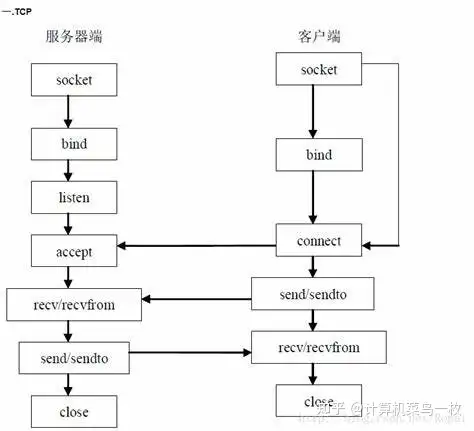 一.TCP
服务器端 客户端
socket socket
bind bind
listen
accept connect
recv/recvfrom send/sendto
send/sendto recv/recvfrom
close close
知乎 @计算机菜鸟一枚